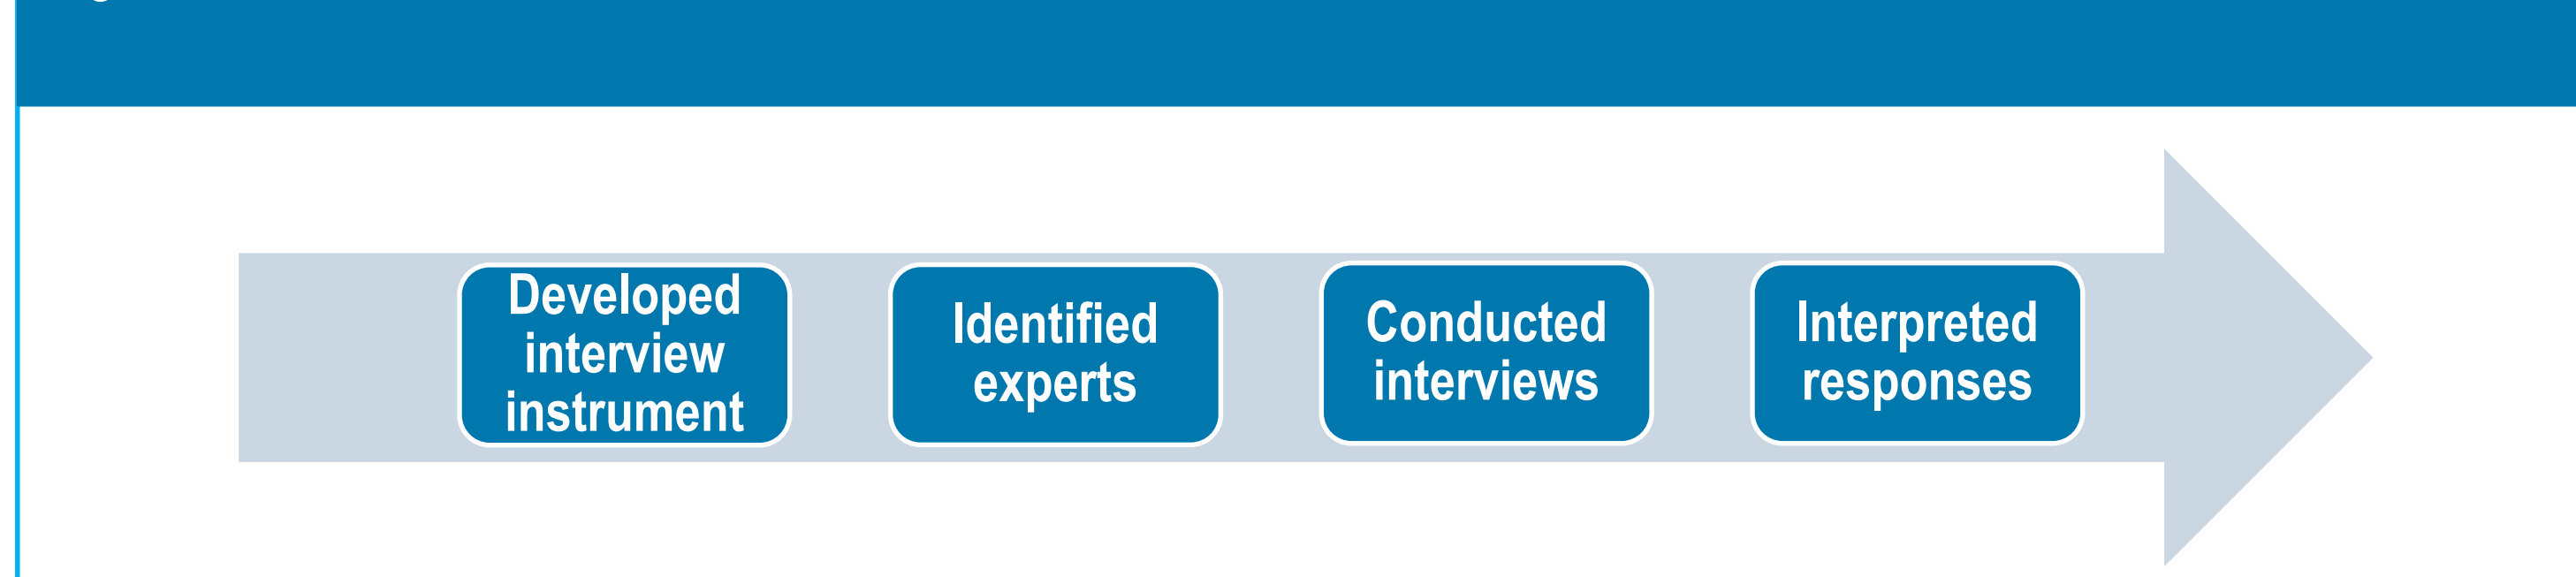 Developed
interview
instrument
Identified
experts
Conducted
interviews
Interpreted
responses